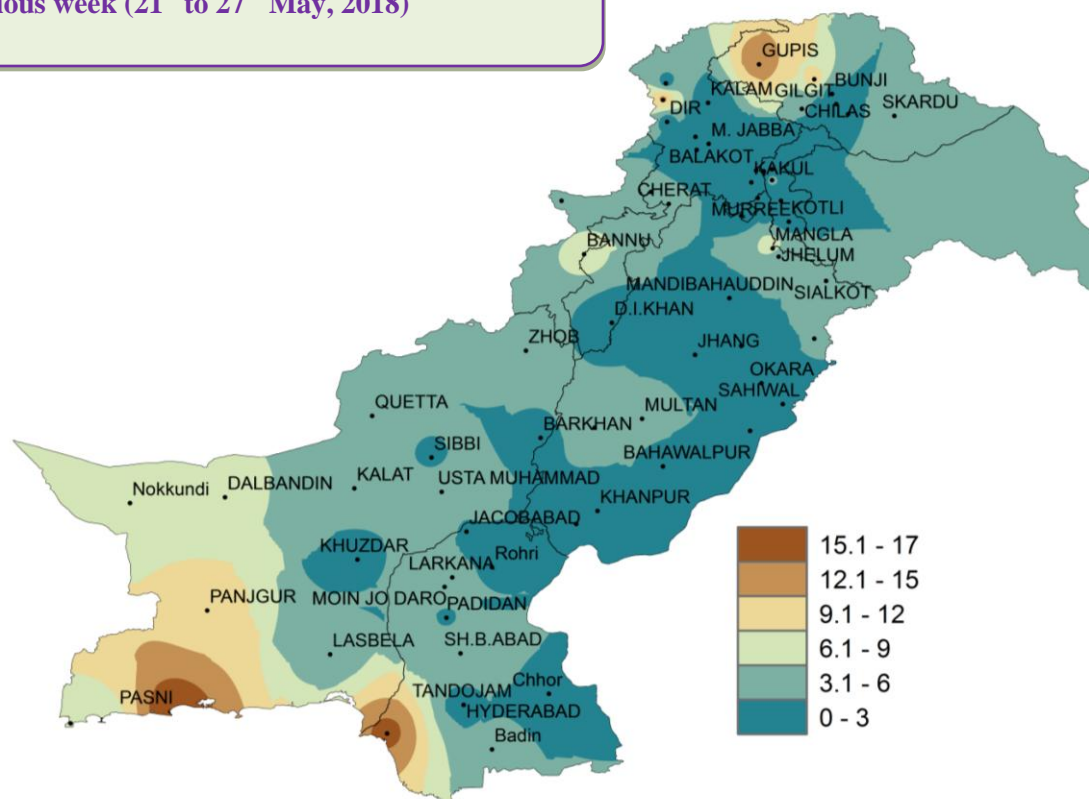 ious week (21 to 27 May, 2018)
GUPIS
BUNJI
KALAM
GILGIT
SKARDU
DIR
CHILAS
M. JABBA
BALAKOT
KAKUL
CHERAT
MURREE
KOTLI
MANGLA
BANNU
JHELUM
MANDIBAHAUDDIN
SIALKOT
D.I.KHAN
ZHOB
JHANG
OKARA
SAHIWAL
QUETTA
MULTAN
BARKHAN
SIBBI
BAHAWALPUR
KALAT
USTA MUHAMMAD
DALBANDIN
Nokkundi
KHANPUR
JACOBABAD
KHUZDAR
Rohri
LARKANA
PANJGUR
MOIN JO DARO
PADIDAN
LASBELA
SH.B.ABAD
Chhor
PASNI
TANDOJAM
HYDERABAD
Badin
15.1 - 17
12.1 - 15
9.1 - 12
6.1 - 9
3.1 - 6
0 - 3